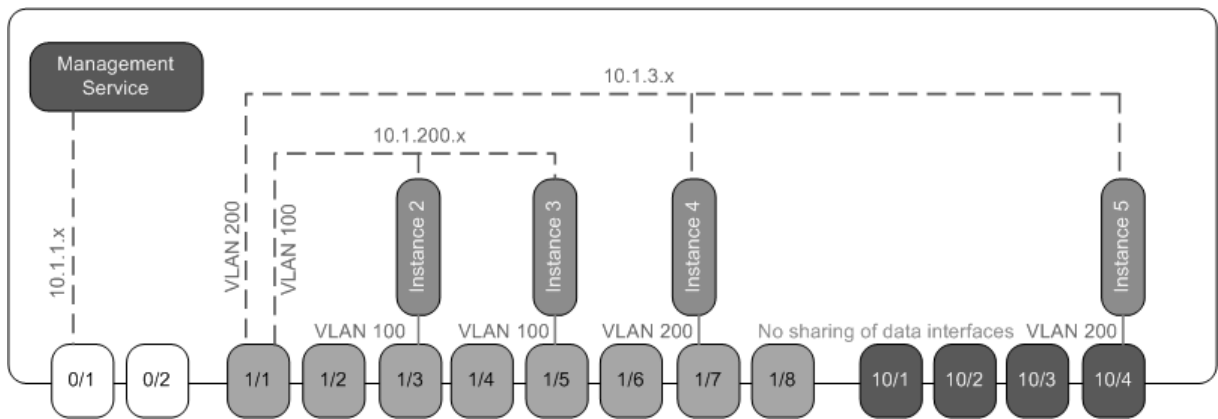 Management
Service
10.1.3.x
10.1.200.x
10.1.1.x
VLAN 200
VLAN 100
Instance 2
Instance 3
Instance 4
Instance 5
VLAN 100
VLAN 100
VLAN 200
No sharing of data interfaces
VLAN 200
0/1
0/2
1/1
1/2
1/3
1/4
1/5
1/6
1/7
1/8
10/1
10/2
10/3
10/4